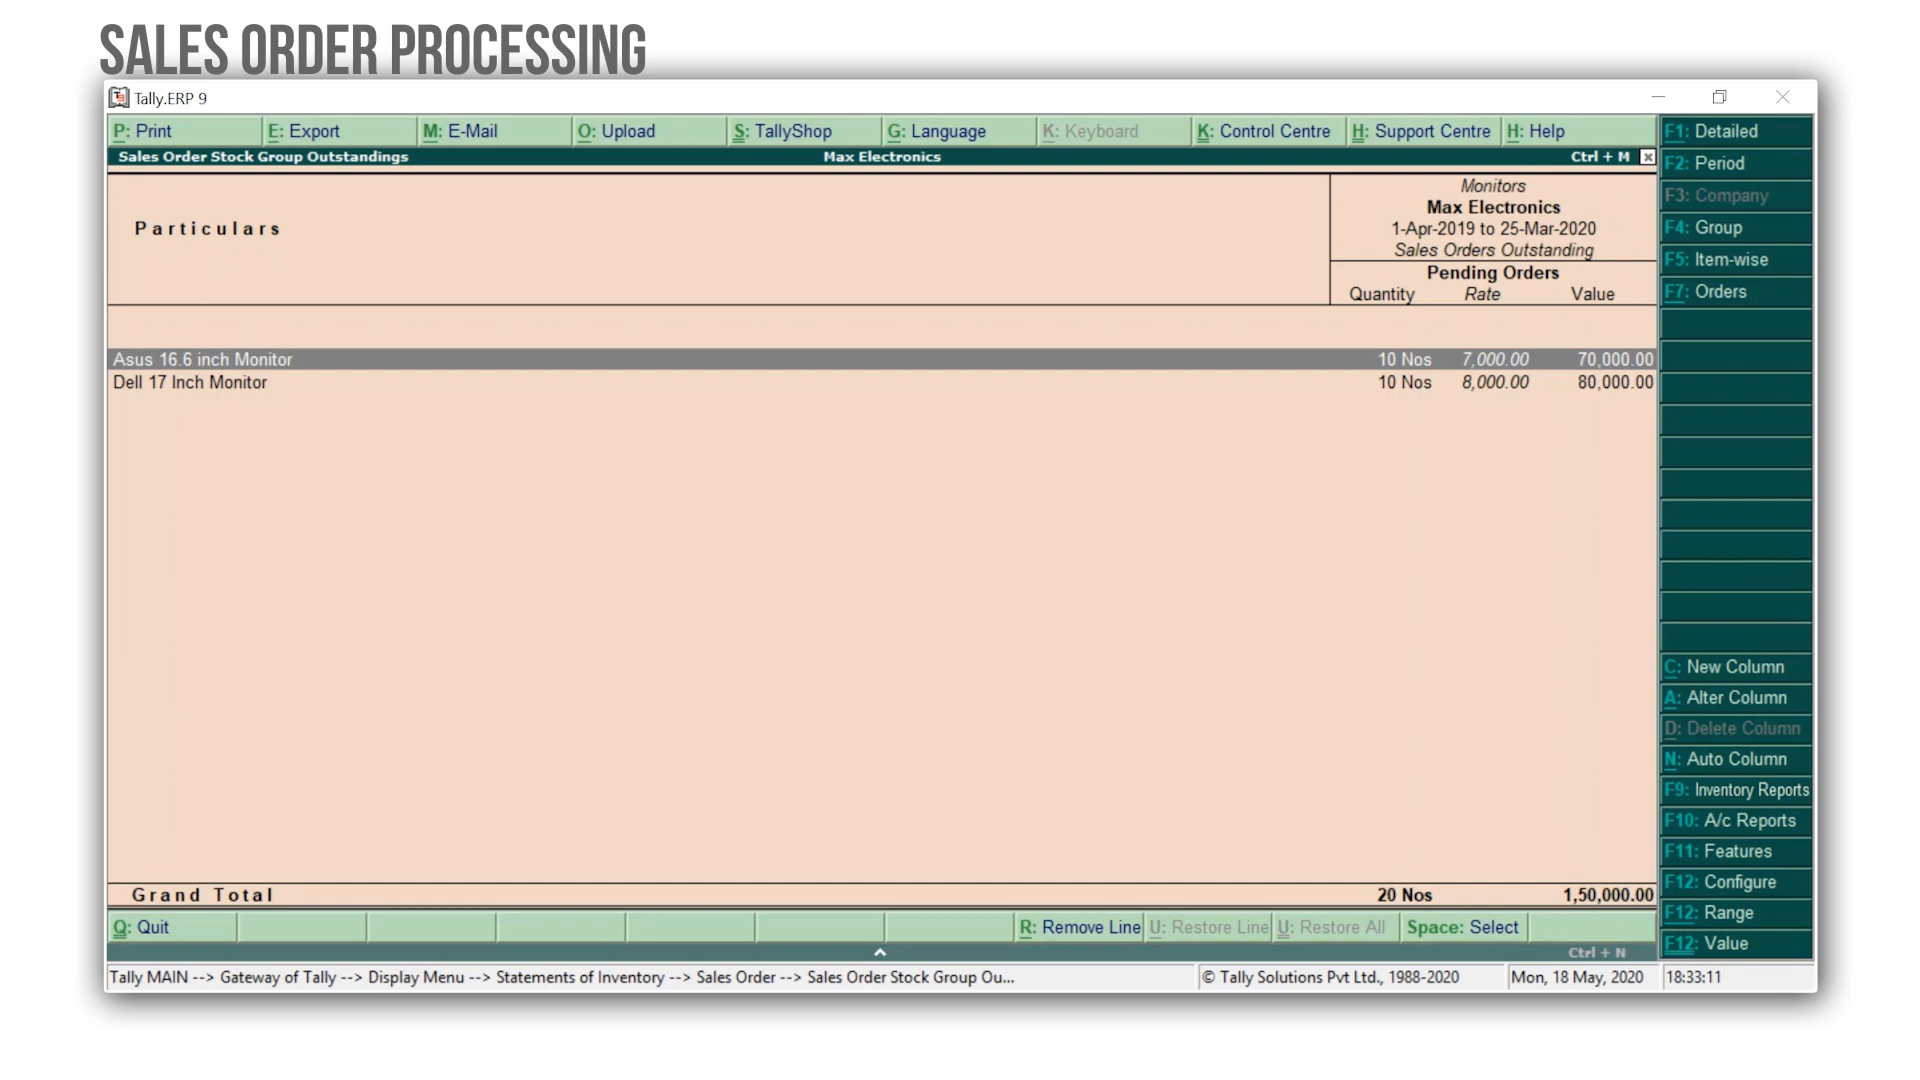 SALES ORDER PROCESSING
Tally.ERP 9
P: Print E: Export M: E-Mail O: Upload S: TallyShop G: Language K: Keyboard K: Control Centre H: Support Centre H: Help
Sales Order Stock Group Outstandings Max Electronics Ctrl + M
Particulars
Monitors
Max Electronics
1-Apr-2019 to 25-Mar-2020
Sales Orders Outstanding
Pending Orders
Quantity Rate Value
Asus 16.6 inch Monitor 10 Nos 7,000.00 70,000.00
Dell 17 Inch Monitor 10 Nos 8,000.00 80,000.00
Grand Total 20 Nos 1,50,000.00
F1: Detailed
F2: Period
F3: Company
F4: Group
F5: Item-wise
F7: Orders
C: New Column
A: Alter Column
D: Delete Column
N: Auto Column
F9: Inventory Reports
F10: A/c Reports
F11: Features
F12: Configure
F12: Range
F12: Value
Q: Quit R: Remove Line U: Restore Line U: Restore All Space: Select
Ctrl + N
Tally MAIN --> Gateway of Tally --> Display Menu --> Statements of Inventory --> Sales Order --> Sales Order Stock Group Ou... © Tally Solutions Pvt Ltd., 1988-2020 Mon, 18 May, 2020 18:33:11